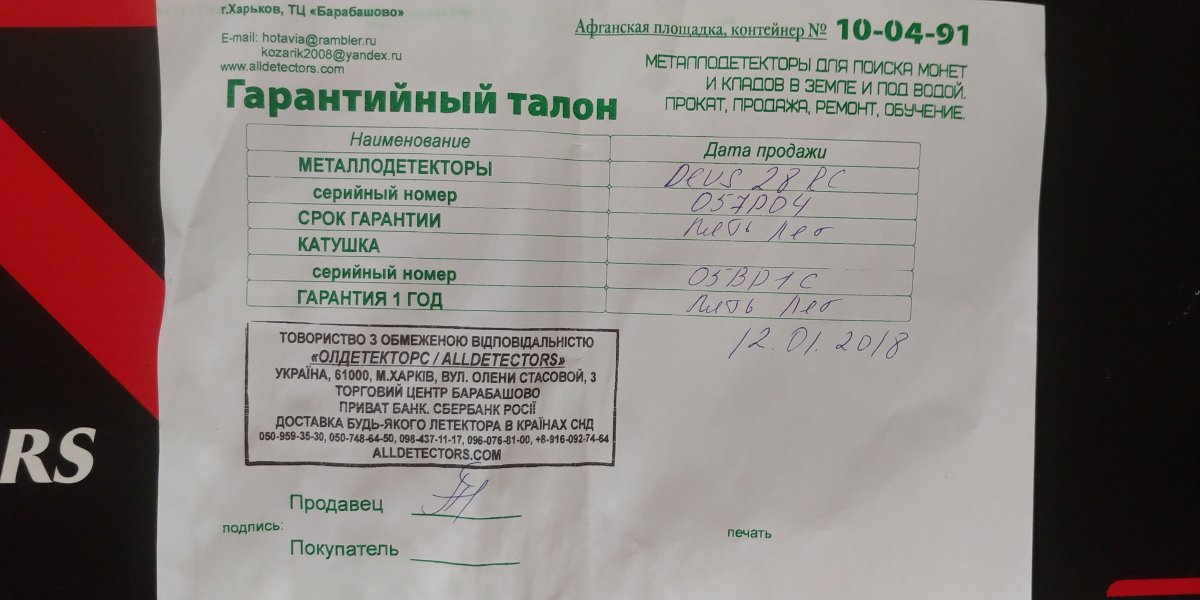 г.Харьков, ТЦ «Барабашово»
E-mail: hotavia@rambler.ru
kozarik2008@yandex.ru
www.alldetectors.com
Афганская площадка, контейнер № 10-04-91
МЕТАЛЛОДЕТЕКТОРЫ ДЛЯ ПОИСКА МОНЕТ
И КЛАДОВ В ЗЕМЛЕ И ПОД ВОДОЙ.
ПРОКАТ, ПРОДАЖА, РЕМОНТ, ОБУЧЕНИЕ.
Гарантийный талон
Наименование Дата продажи
МЕТАЛЛОДЕТЕКТОРЫ Deus 28 RC
серийный номер 057D04
СРОК ГАРАНТИИ пять лет
КАТУШКА
серийный номер 05BD1C
ГАРАНТИЯ 1 ГОД пять лет
12.01.2018
ТОВОРИСТВО З ОБМЕЖЕНОЮ ВІДПОВІДАЛЬНІСТЮ
«ОЛДЕТЕКТОРС / ALLDETECTORS»
УКРАЇНА, 61000, М.ХАРКІВ, ВУЛ. ОЛЕНИ СТАСОВОЙ, 3
ТОРГОВИЙ ЦЕНТР БАРАБАШОВО
ПРИВАТ БАНК. СБЕРБАНК РОСІЇ
ДОСТАВКА БУДЬ-ЯКОГО ЛЕТЕКТОРА В КРАЇНАХ СНД
050-959-35-30, 050-748-64-50, 098-437-11-17, 096-076-81-00, +8-916-092-74-64
ALLDETECTORS.COM
Продавец
подпись:
Покупатель
печать
RS